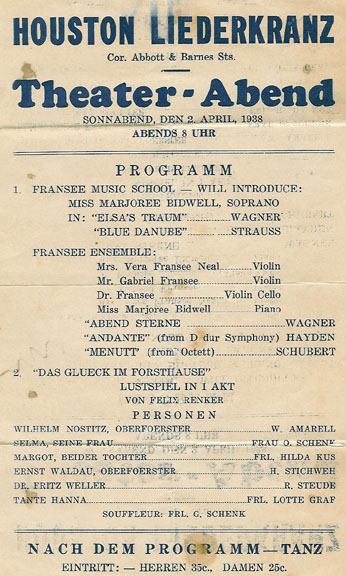 HOUSTON LIEDERKRANZ
Cor. Abbott & Barnes Sts.
Theater-Abend
SONNABEND, DEN 2. APRIL, 1938
ABENDS 8 UHR
PROGRAMM
1. FRANSEE MUSIC SCHOOL — WILL INTRODUCE:
MISS MARJOREE BIDWELL, SOPRANO
IN: "ELSA'S TRAUM" WAGNER
"BLUE DANUBE" STRAUSS
FRANSEE ENSEMBLE:
Mrs. Vera Fransee Neal Violin
Mr. Gabriel Fransee Violin
Dr. Fransee Violin Cello
Miss Marjoree Bidwell Piano
"ABEND STERNE WAGNER
"ANDANTE" (from D dur Symphony) HAYDEN
"MENUTT' (from Octett) SCHUBERT
2. "DAS GLUECK IM FORSTHAUSE"
LUSTSPIEL IN 1 AKT
VON FELIX RENKER
PERSONEN
WILHELM NOSTITZ, OBERFOERSTER W. AMARELL
SELMA, SEINE FRAU FRAU O. SCHENK
MARGOT, BEIDER TOCHTER FRL. HILDA KUS
ERNST WALDAU, OBERFOERSTER H. STICHWEH
DR. FRITZ WELLER R. STEUDE
TANTE HANNA FRL. LOTTE GRAF
SOUFFLEUR: FRL. G. SCHENK
NACH DEM PROGRAMM — TANZ
EINTRITT: — HERREN 35c., DAMEN 25c.